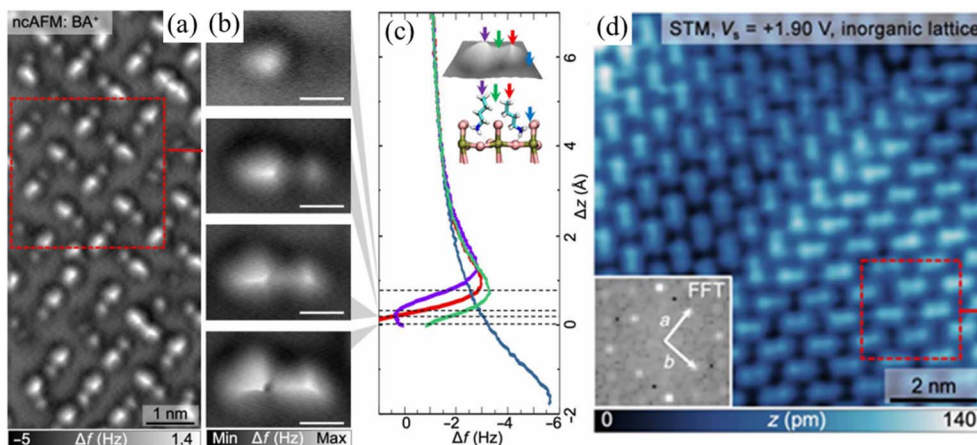 ncAFM: BA⁺
(a)
1 nm
−5 Δf (Hz) 1.4
(b)
Min Δf (Hz) Max
(c)
6
4
2
0
−2
Δz (Å)
0 −2 −4 −6
Δf (Hz)
(d)
STM, Vₛ = +1.90 V, inorganic lattice
FFT
a
b
2 nm
0 z (pm) 140